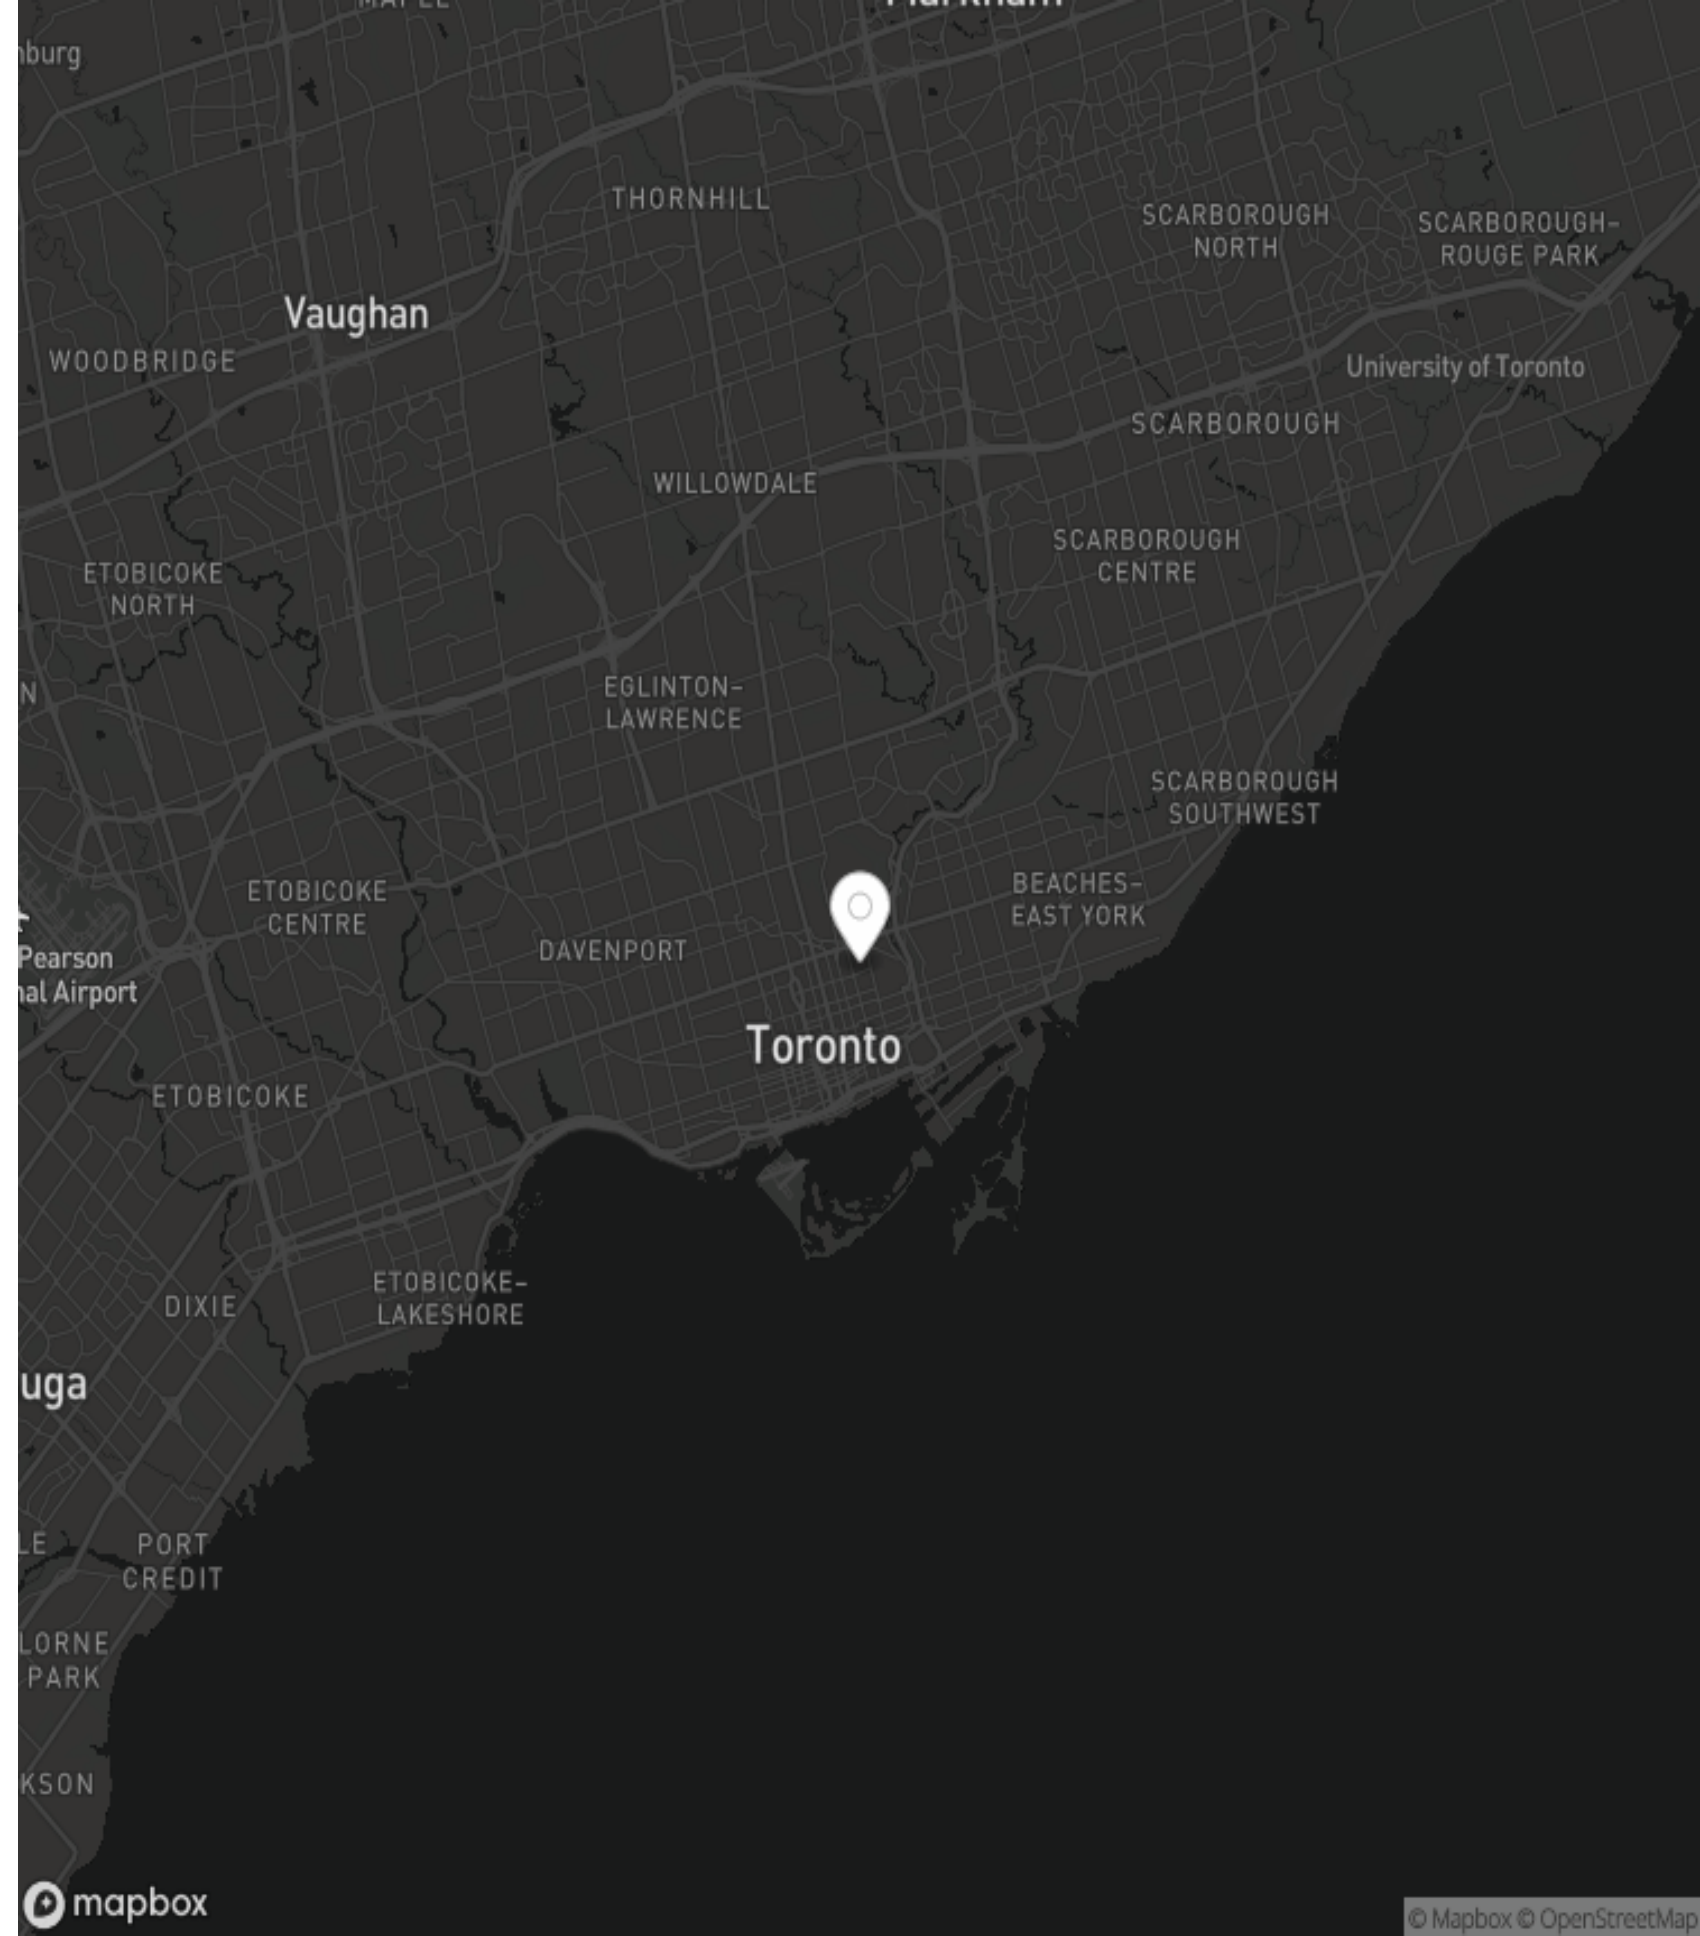 THORNHILL
SCARBOROUGH
NORTH
SCARBOROUGH-
ROUGE PARK
Vaughan
WOODBRIDGE
University of Toronto
SCARBOROUGH
WILLOWDALE
SCARBOROUGH
CENTRE
ETOBICOKE
NORTH
N
EGLINTON-
LAWRENCE
SCARBOROUGH
SOUTHWEST
ETOBICOKE
CENTRE
BEACHES-
EAST YORK
DAVENPORT
Pearson
nal Airport
Toronto
ETOBICOKE
ETOBICOKE-
LAKESHORE
DIXIE
uga
LE
PORT
CREDIT
LORNE
PARK
KSON
mapbox
© Mapbox © OpenStreetMap